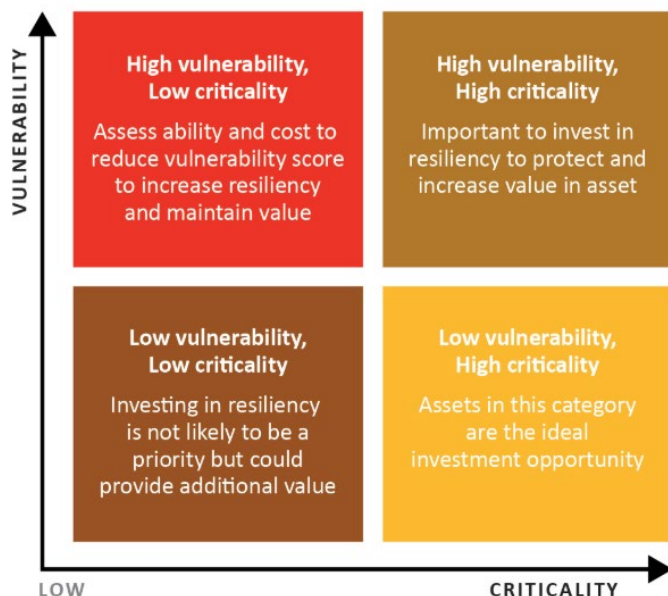 VULNERABILITY
High vulnerability,
Low criticality
Assess ability and cost to
reduce vulnerability score
to increase resiliency
and maintain value
High vulnerability,
High criticality
Important to invest in
resiliency to protect and
increase value in asset
Low vulnerability,
Low criticality
Investing in resiliency
is not likely to be a
priority but could
provide additional value
Low vulnerability,
High criticality
Assets in this category
are the ideal
investment opportunity
LOW
CRITICALITY